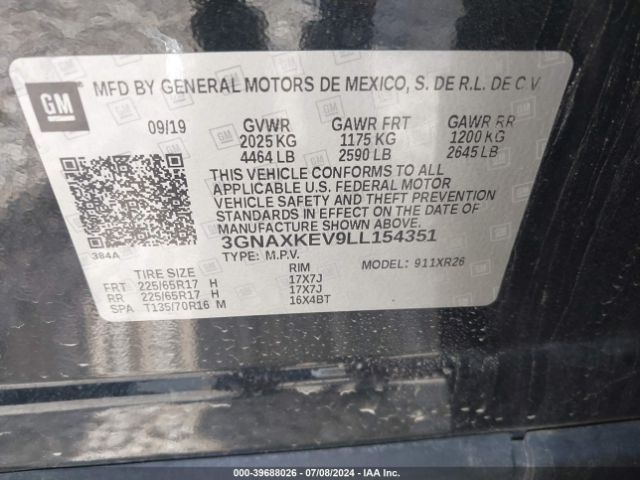 GM
MFD BY GENERAL MOTORS DE MEXICO, S. DE R.L. DE C.V.
09/19 GVWR GAWR FRT GAWR RR
2025 KG 1175 KG 1200 KG
4464 LB 2590 LB 2645 LB
THIS VEHICLE CONFORMS TO ALL
APPLICABLE U.S. FEDERAL MOTOR
VEHICLE SAFETY AND THEFT PREVENTION
STANDARDS IN EFFECT ON THE DATE OF
MANUFACTURE SHOWN ABOVE.
3GNAXKEV9LL154351
384A
TYPE: M.P.V. MODEL: 911XR26
TIRE SIZE RIM
FRT 225/65R17 H 17X7J
RR 225/65R17 H 17X7J
SPA T135/70R16 M 16X4BT
000-39688026 - 07/08/2024 - IAA Inc.